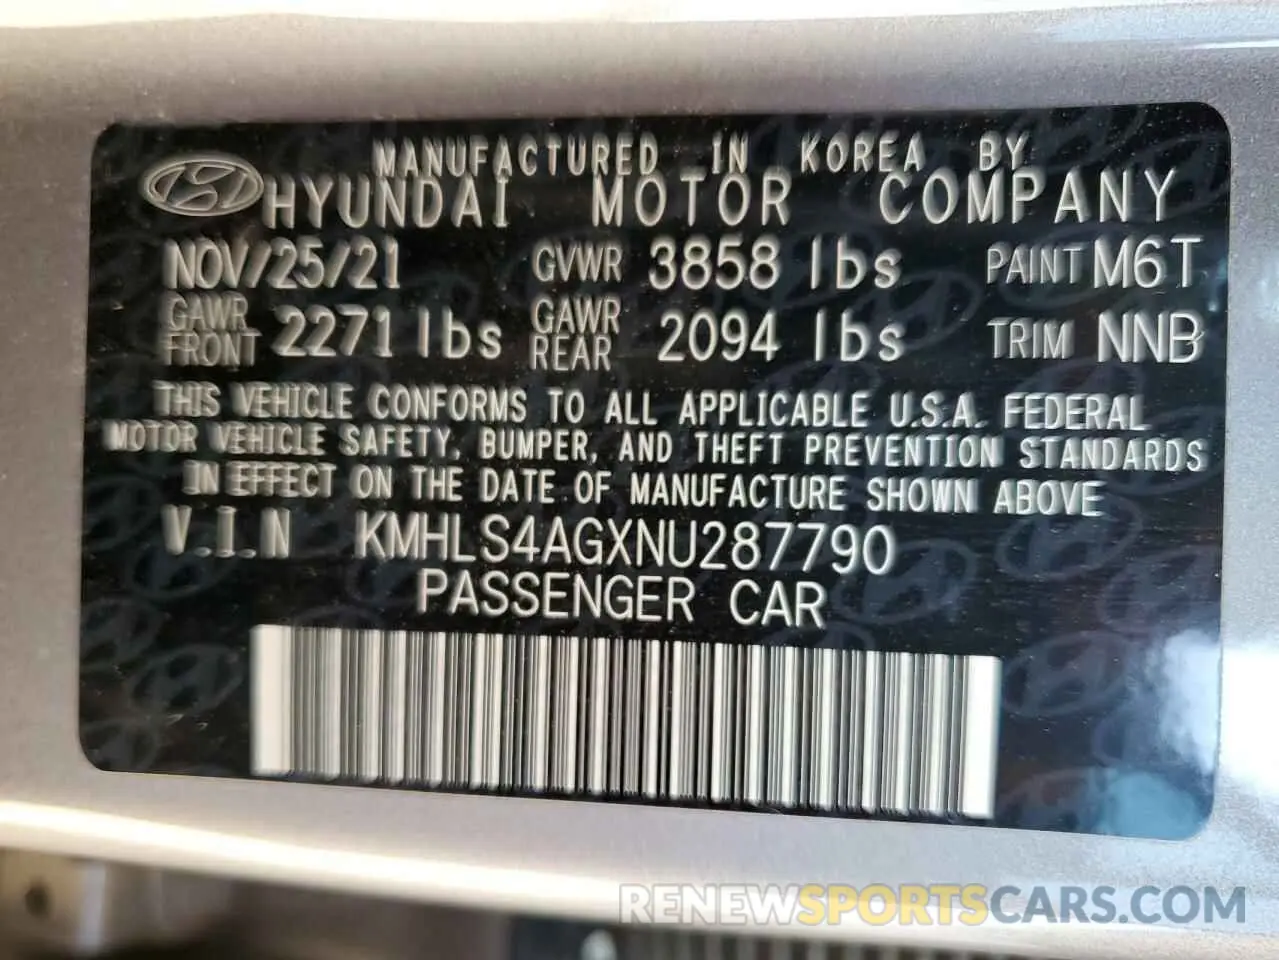 MANUFACTURED IN KOREA BY
HYUNDAI MOTOR COMPANY
NOV/25/21 GVWR 3858 lbs PAINT M6T
GAWR FRONT 2271 lbs GAWR REAR 2094 lbs TRIM NNB
THIS VEHICLE CONFORMS TO ALL APPLICABLE U.S.A. FEDERAL
MOTOR VEHICLE SAFETY, BUMPER, AND THEFT PREVENTION STANDARDS
IN EFFECT ON THE DATE OF MANUFACTURE SHOWN ABOVE
V.I.N KMHLS4AGXNU287790
PASSENGER CAR
RENEWSPORTSCARS.COM